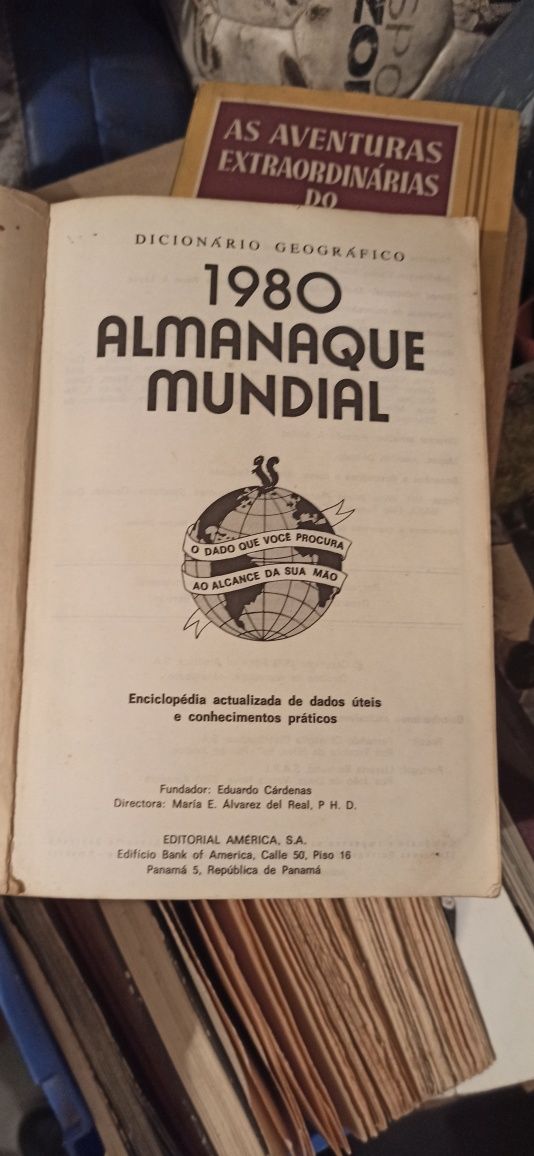 AS AVENTURAS
EXTRAORDINÁRIAS
DO
DICIONÁRIO GEOGRÁFICO
1980
ALMANAQUE
MUNDIAL
O DADO QUE VOCÊ PROCURA
AO ALCANCE DA SUA MÃO
Enciclopédia actualizada de dados úteis
e conhecimentos práticos
Fundador: Eduardo Cárdenas
Directora: María E. Álvarez del Real, P H. D.
EDITORIAL AMÉRICA, S.A.
Edifício Bank of America, Calle 50, Piso 16
Panamá 5, República de Panamá